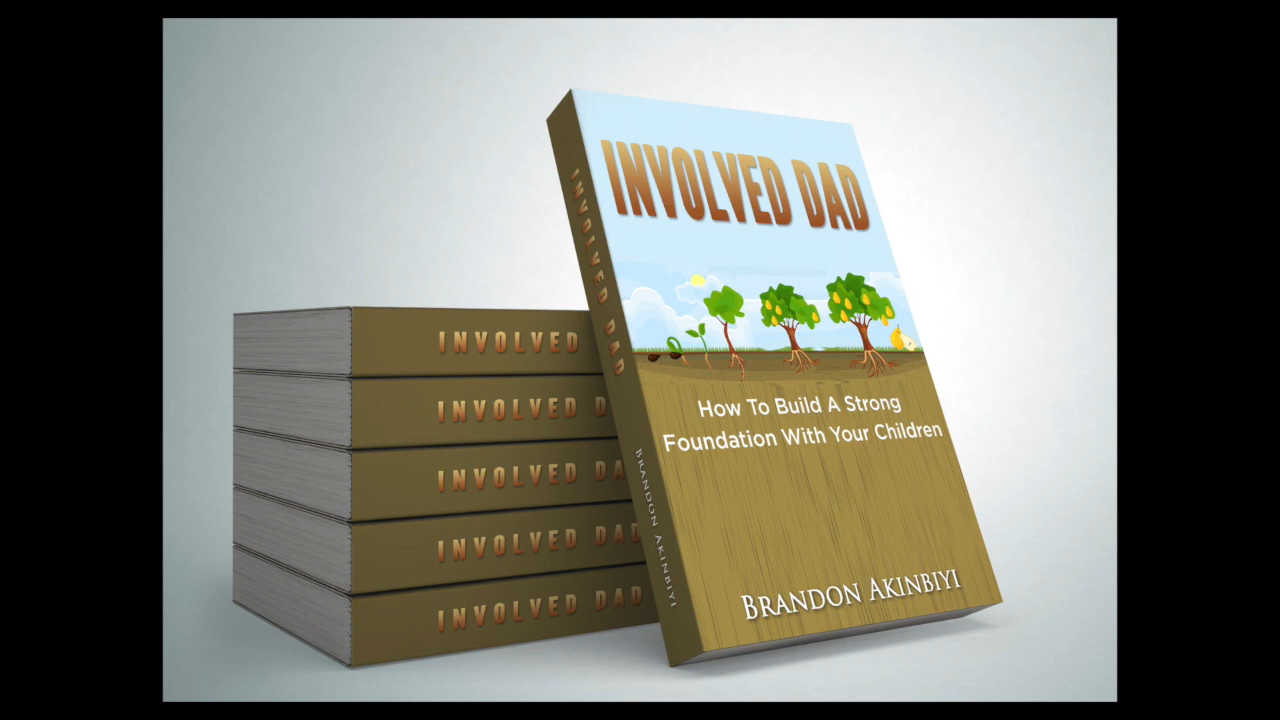 INVOLVED DAD
How To Build A Strong
Foundation With Your Children
BRANDON AKINBIYI
INVOLVED DAD
BRANDON AKINBIYI
INVOLVED
INVOLVED D
INVOLVED DA
INVOLVED DAD
INVOLVED DAD